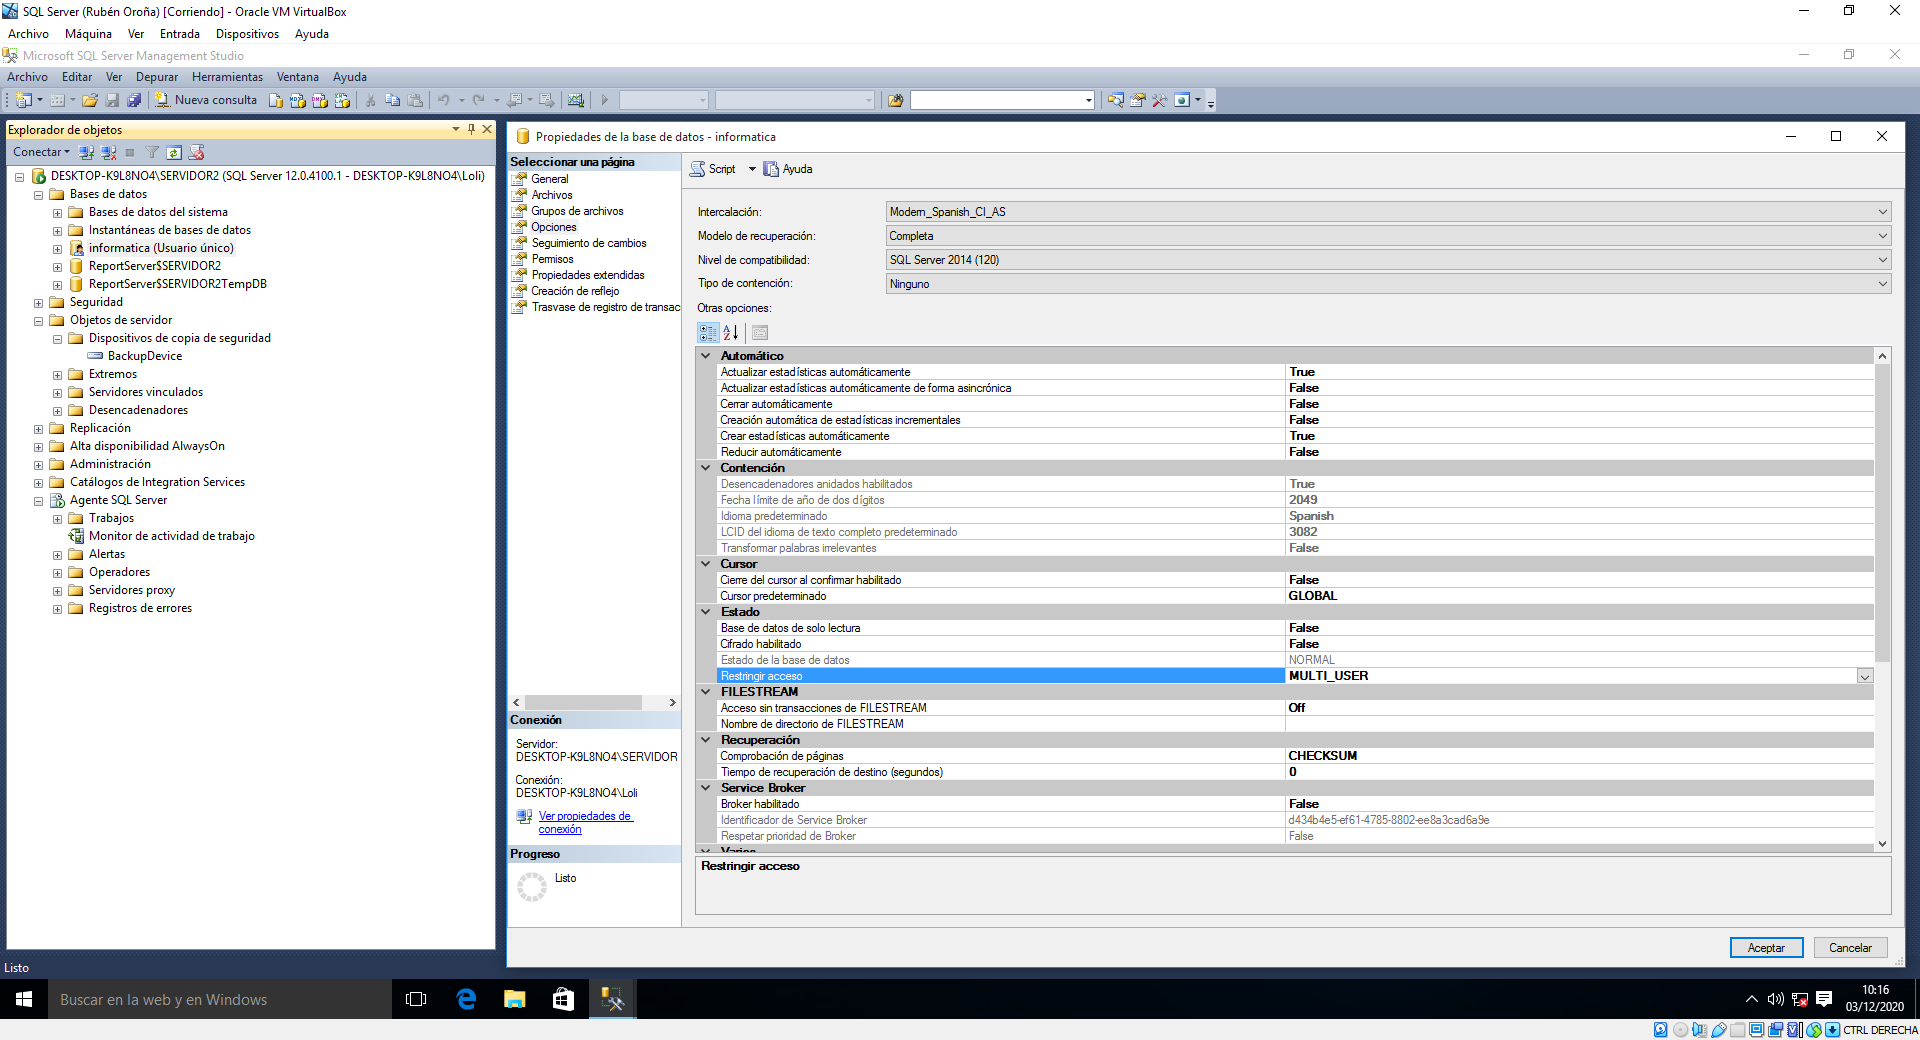 SQL Server (Rubén Oroña) [Corriendo] - Oracle VM VirtualBox
Archivo Máquina Ver Entrada Dispositivos Ayuda
Microsoft SQL Server Management Studio
Archivo Editar Ver Depurar Herramientas Ventana Ayuda
Nueva consulta
Explorador de objetos
Conectar
DESKTOP-K9L8NO4\SERVIDOR2 (SQL Server 12.0.4100.1 - DESKTOP-K9L8NO4\Loli)
Bases de datos
Bases de datos del sistema
Instantáneas de bases de datos
informatica (Usuario único)
ReportServer$SERVIDOR2
ReportServer$SERVIDOR2TempDB
Seguridad
Objetos de servidor
Dispositivos de copia de seguridad
BackupDevice
Extremos
Servidores vinculados
Desencadenadores
Replicación
Alta disponibilidad AlwaysOn
Administración
Catálogos de Integration Services
Agente SQL Server
Trabajos
Monitor de actividad de trabajo
Alertas
Operadores
Servidores proxy
Registros de errores
Propiedades de la base de datos - informatica
Seleccionar una página
General
Archivos
Grupos de archivos
Opciones
Seguimiento de cambios
Permisos
Propiedades extendidas
Creación de reflejo
Trasvase de registro de transac
Conexión
Servidor:
DESKTOP-K9L8NO4\SERVIDOR
Conexión:
DESKTOP-K9L8NO4\Loli
Ver propiedades de
conexión
Progreso
Listo
Script Ayuda
Intercalación: Modern_Spanish_CI_AS
Modelo de recuperación: Completa
Nivel de compatibilidad: SQL Server 2014 (120)
Tipo de contención: Ninguno
Otras opciones:
Automático
Actualizar estadísticas automáticamente True
Actualizar estadísticas automáticamente de forma asincrónica False
Cerrar automáticamente False
Creación automática de estadísticas incrementales False
Crear estadísticas automáticamente True
Reducir automáticamente False
Contención
Desencadenadores anidados habilitados True
Fecha límite de año de dos dígitos 2049
Idioma predeterminado Spanish
LCID del idioma de texto completo predeterminado 3082
Transformar palabras irrelevantes False
Cursor
Cierre del cursor al confirmar habilitado False
Cursor predeterminado GLOBAL
Estado
Base de datos de solo lectura False
Cifrado habilitado False
Estado de la base de datos NORMAL
Restringir acceso MULTI_USER
FILESTREAM
Acceso sin transacciones de FILESTREAM Off
Nombre de directorio de FILESTREAM
Recuperación
Comprobación de páginas CHECKSUM
Tiempo de recuperación de destino (segundos) 0
Service Broker
Broker habilitado False
Identificador de Service Broker d434b4e5-ef61-4785-8802-ee8a3cad6a9e
Respetar prioridad de Broker False
Varios
Restringir acceso
Aceptar Cancelar
Listo
Buscar en la web y en Windows
10:16
03/12/2020
CTRL DERECHA